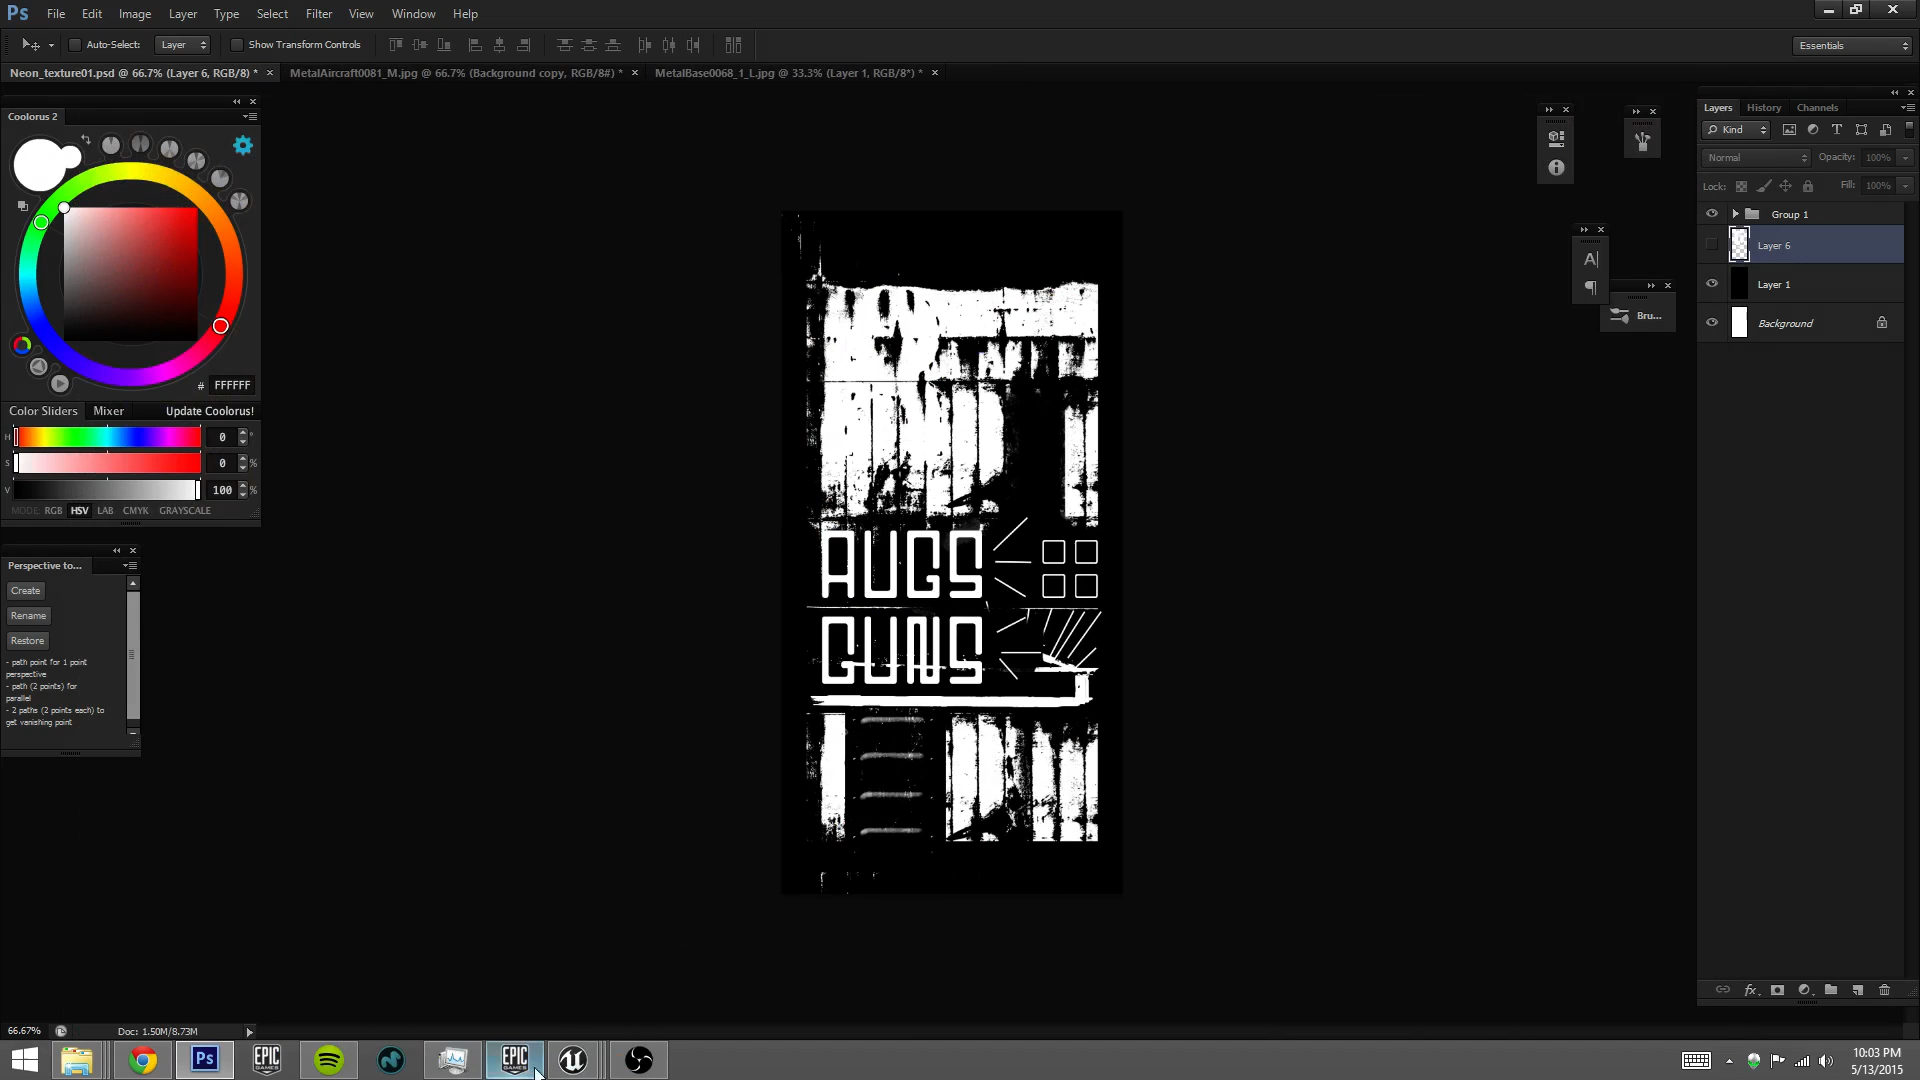 Ps File Edit Image Layer Type Select Filter View Window Help
Auto-Select: Layer Show Transform Controls Essentials
Neon_texture01.psd @ 66.7% (Layer 6, RGB/8) * × MetalAircraft0081_M.jpg @ 66.7% (Background copy, RGB/8#) * × MetalBase0068_1_L.jpg @ 33.3% (Layer 1, RGB/8*) * ×
Coolorus 2
# FFFFFF
Color Sliders Mixer Update Coolorus!
H 0 °
S 0 %
V 100 %
MODE: RGB HSV LAB CMYK GRAYSCALE
Perspective to...
Create
Rename
Restore
- path point for 1 point
perspective
- path (2 points) for
parallel
- 2 paths (2 points each) to
get vanishing point
AUGS
GUNS
A
Bru...
Layers History Channels
Kind
Normal Opacity: 100%
Lock: Fill: 100%
Group 1
Layer 6
Layer 1
Background
fx
66.67% Doc: 1.50M/8.73M
Ps EPIC GAMES EPIC GAMES
10:03 PM
5/13/2015